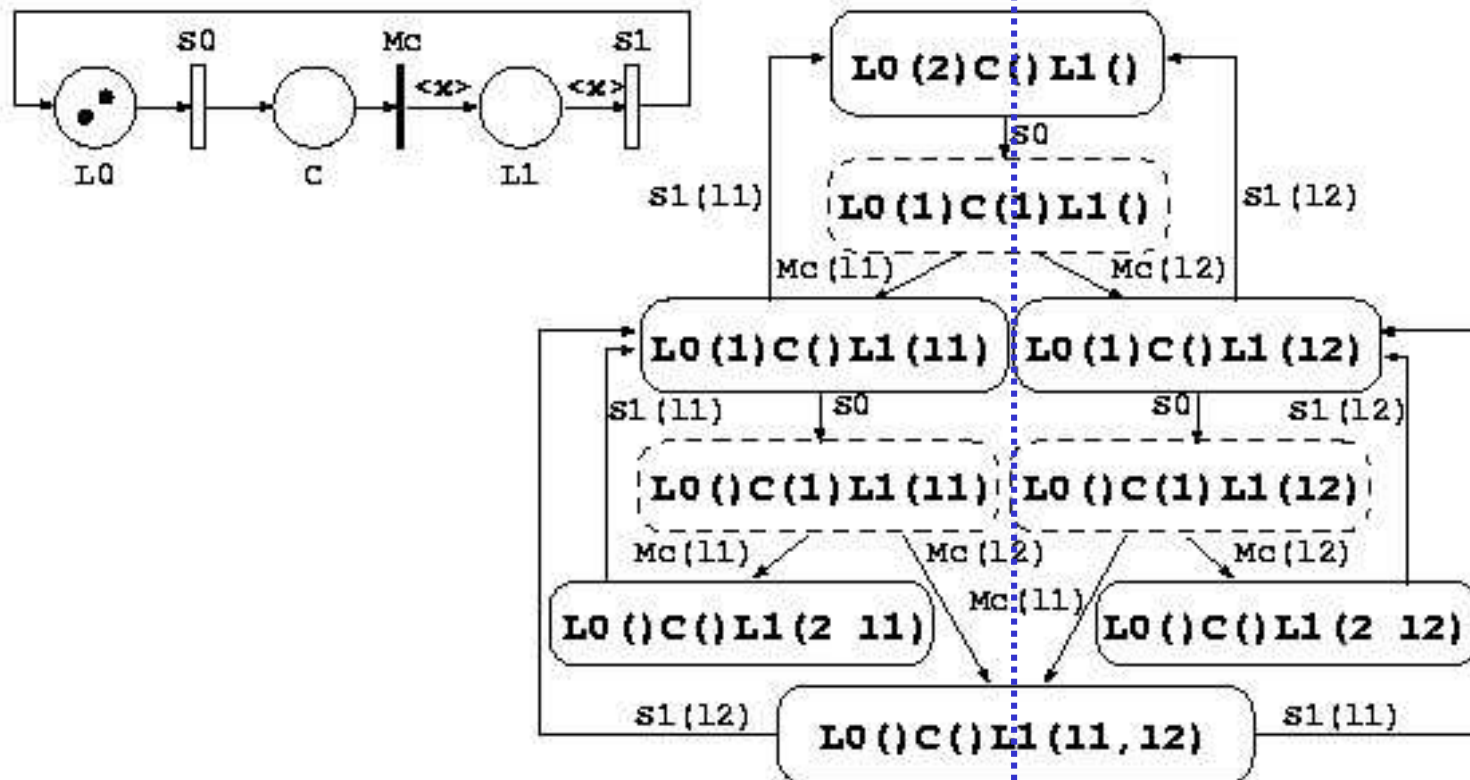 S0 Mc S1
<x> <x>
L0 C L1
L0(2)C()L1()
S0
S1(l1) L0(1)C(1)L1() S1(l2)
Mc(l1) Mc(l2)
L0(1)C()L1(l1) L0(1)C()L1(l2)
S1(l1) S0 S0 S1(l2)
L0()C(1)L1(l1) L0()C(1)L1(l2)
Mc(l1) Mc(l2) Mc(l2)
Mc(l1)
L0()C()L1(2 l1) L0()C()L1(2 l2)
S1(l2) S1(l1)
L0()C()L1(l1,l2)